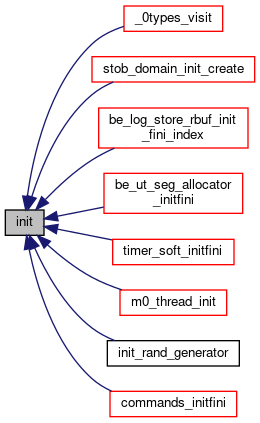 _0types_visit
stob_domain_init_create
be_log_store_rbuf_init
_fini_index
be_ut_seg_allocator
_initfini
init
timer_soft_initfini
m0_thread_init
init_rand_generator
commands_initfini